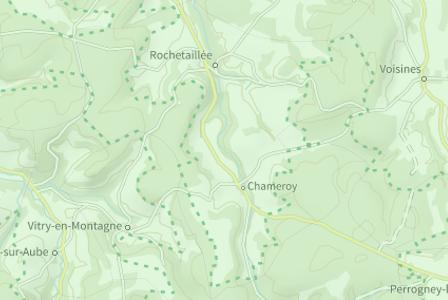 Rochetaillée
Voisines
Chameroy
Vitry-en-Montagne
-sur-Aube
Perrogney-